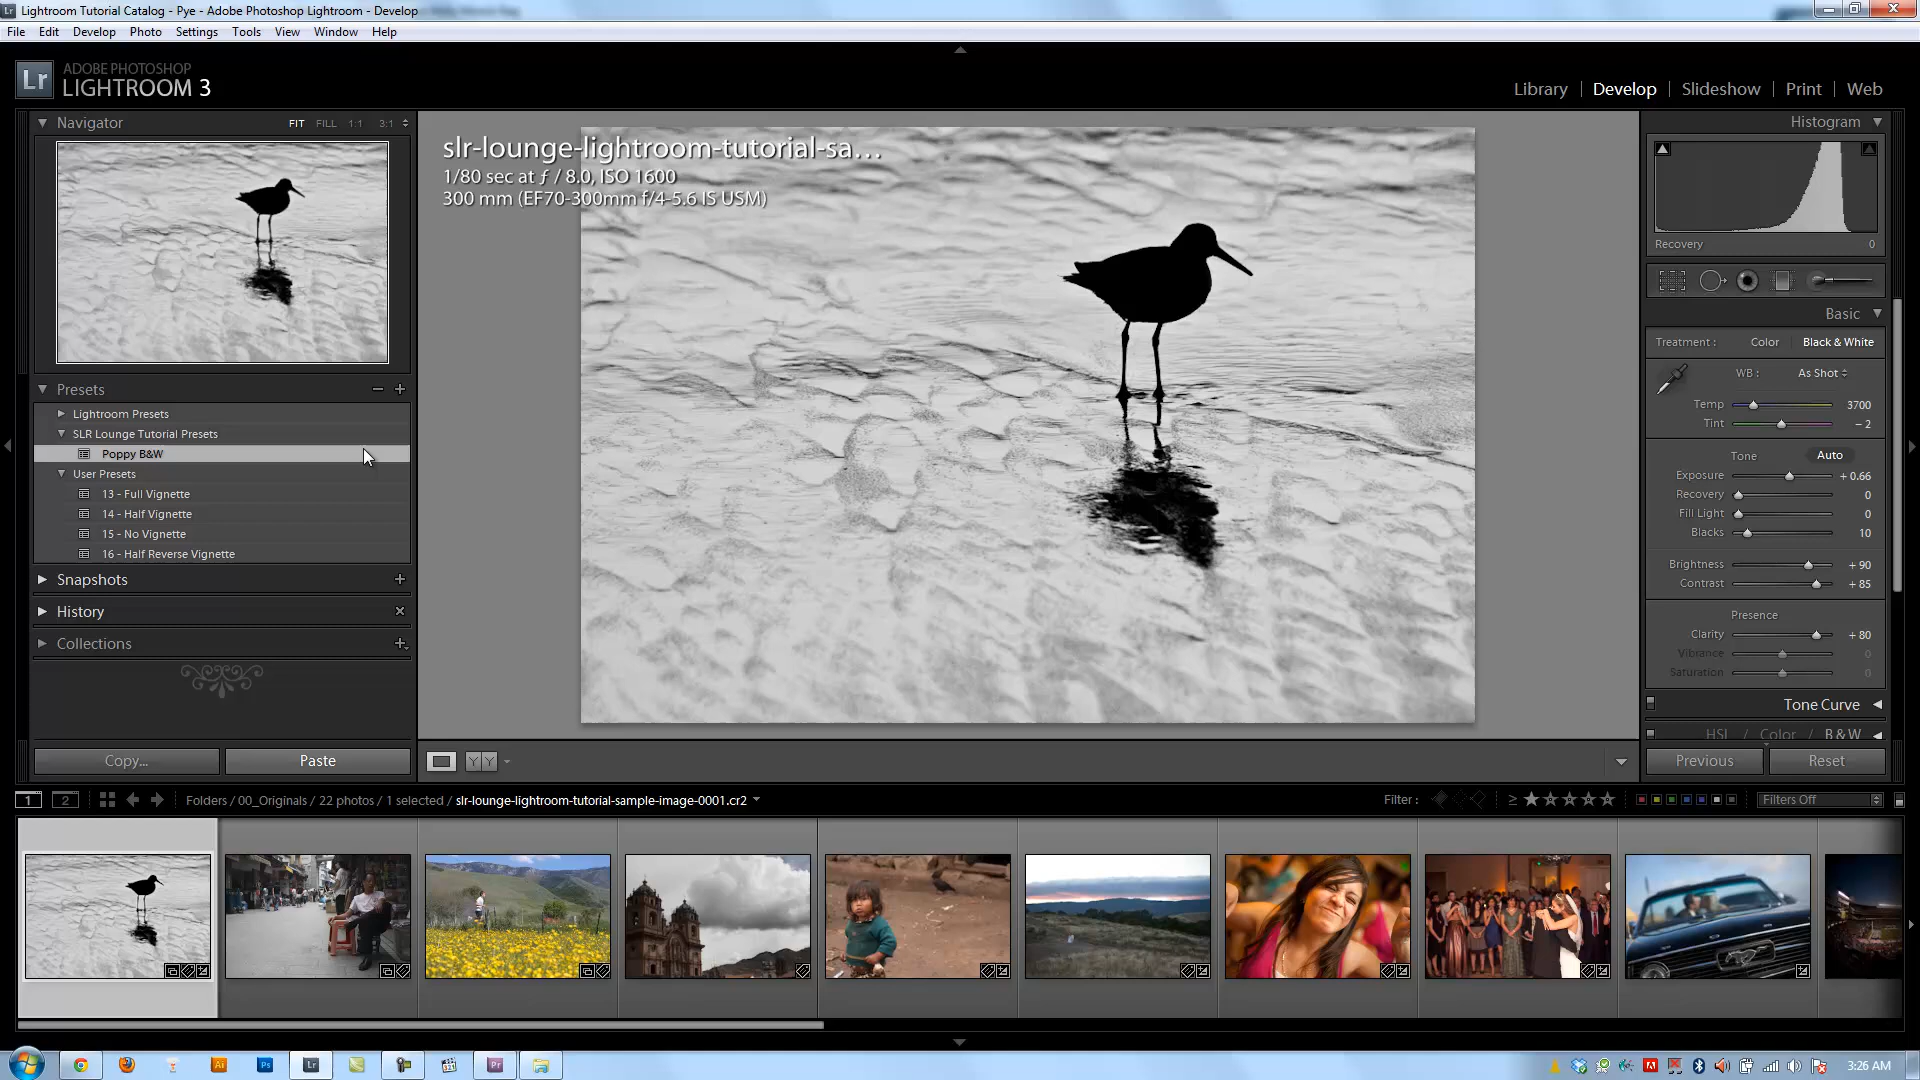 Lightroom Tutorial Catalog - Pye - Adobe Photoshop Lightroom - Develop
File Edit Develop Photo Settings Tools View Window Help
Lr ADOBE PHOTOSHOP
LIGHTROOM 3
Library | Develop | Slideshow | Print | Web
Navigator FIT FILL 1:1 3:1
Presets
Lightroom Presets
SLR Lounge Tutorial Presets
Poppy B&W
User Presets
13 - Full Vignette
14 - Half Vignette
15 - No Vignette
16 - Half Reverse Vignette
Snapshots
History
Collections
Copy... Paste
slr-lounge-lightroom-tutorial-sa...
1/80 sec at ƒ / 8.0, ISO 1600
300 mm (EF70-300mm f/4-5.6 IS USM)
Histogram
Recovery 0
Basic
Treatment : Color Black & White
WB : As Shot
Temp 3700
Tint - 2
Tone Auto
Exposure + 0.66
Recovery 0
Fill Light 0
Blacks 10
Brightness + 90
Contrast + 85
Presence
Clarity + 80
Vibrance 0
Saturation 0
Tone Curve
HSL / Color / B & W
Previous Reset
1 2 Folders / 00_Originals / 22 photos / 1 selected / slr-lounge-lightroom-tutorial-sample-image-0001.cr2
Filter : ≥ Filters Off
Ai Ps Lr Pr
3:26 AM